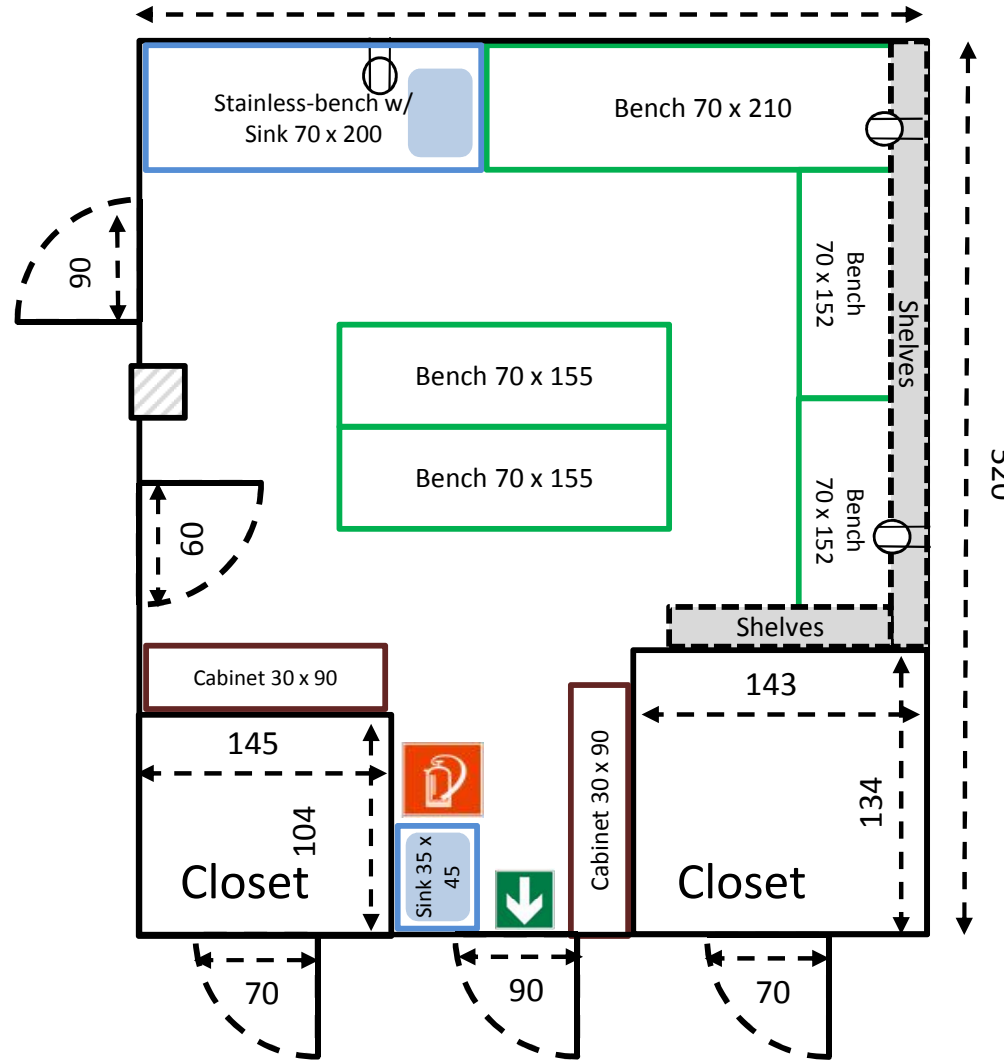 Stainless-bench w/
Sink 70 x 200
Bench 70 x 210
90
Bench
70 x 152
Shelves
Bench 70 x 155
Bench 70 x 155
520
Bench
70 x 152
60
Shelves
Cabinet 30 x 90
143
145
104
Cabinet 30 x 90
134
Sink 35 x
45
Closet
Closet
70
90
70